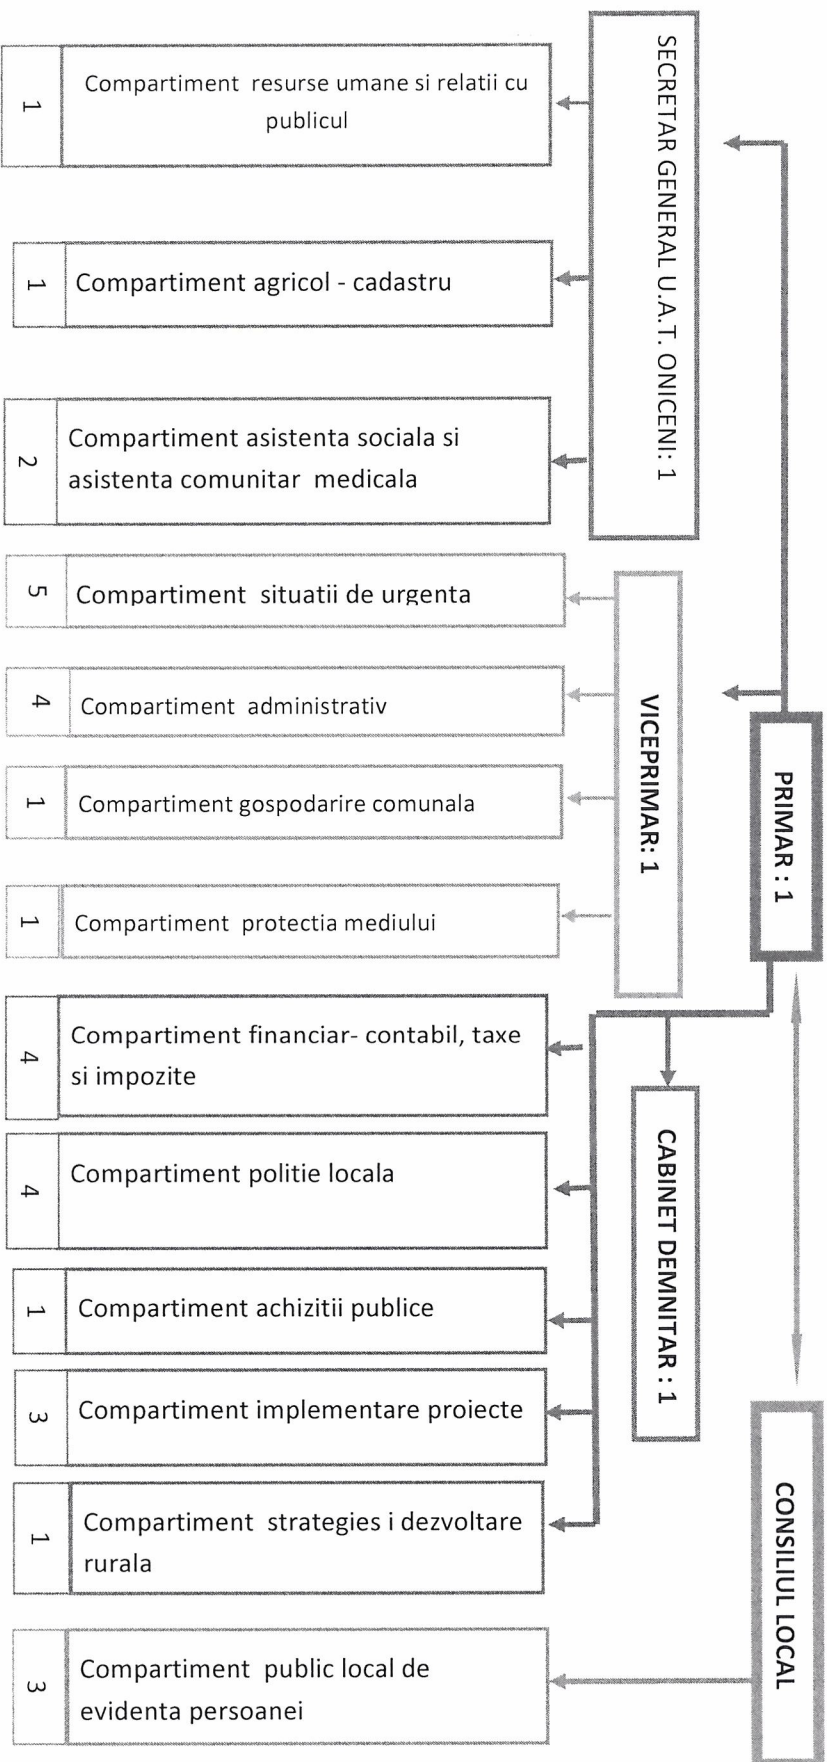 CONSILIUL LOCAL
PRIMAR : 1
CABINET DEMNITAR : 1
SECRETAR GENERAL U.A.T. ONICENI: 1
Compartiment resurse umane si relatii cu
publicul
1
Compartiment agricol - cadastru
1
Compartiment asistenta sociala si
asistenta comunitar medicala
2
VICEPRIMAR: 1
Compartiment situatii de urgenta
5
Compartiment administrativ
4
Compartiment gospodarire comunala
1
Compartiment protectia mediului
1
Compartiment financiar- contabil, taxe
si impozite
4
Compartiment politie locala
4
Compartiment achizitii publice
1
Compartiment implementare proiecte
3
Compartiment strategies i dezvoltare
rurala
1
Compartiment public local de
evidenta persoanei
3